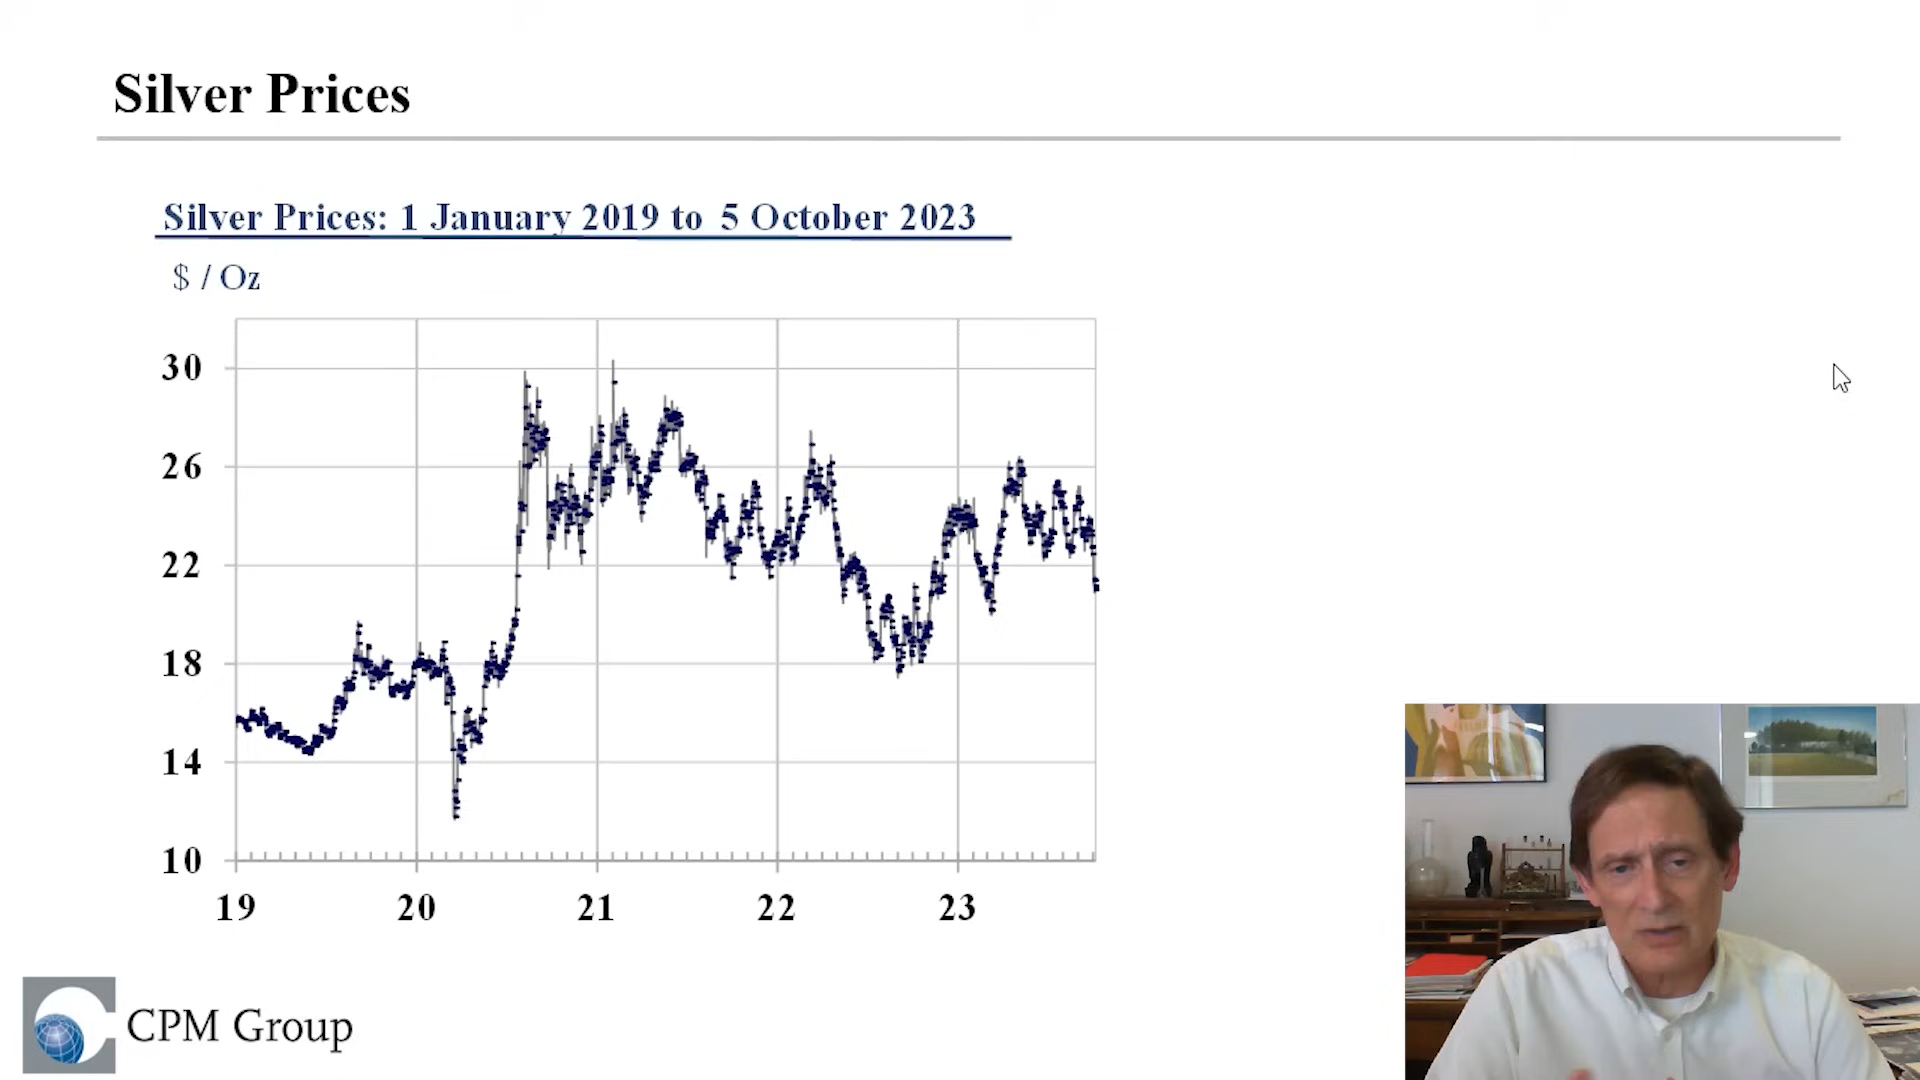 Silver Prices
Silver Prices: 1 January 2019 to 5 October 2023
$ / Oz
30
26
22
18
14
10
19 20 21 22 23
CPM Group